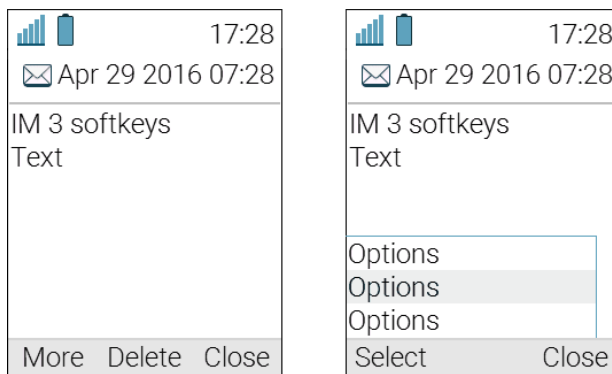 17:28
Apr 29 2016 07:28
IM 3 softkeys
Text
More Delete Close
17:28
Apr 29 2016 07:28
IM 3 softkeys
Text
Options
Options
Options
Select Close